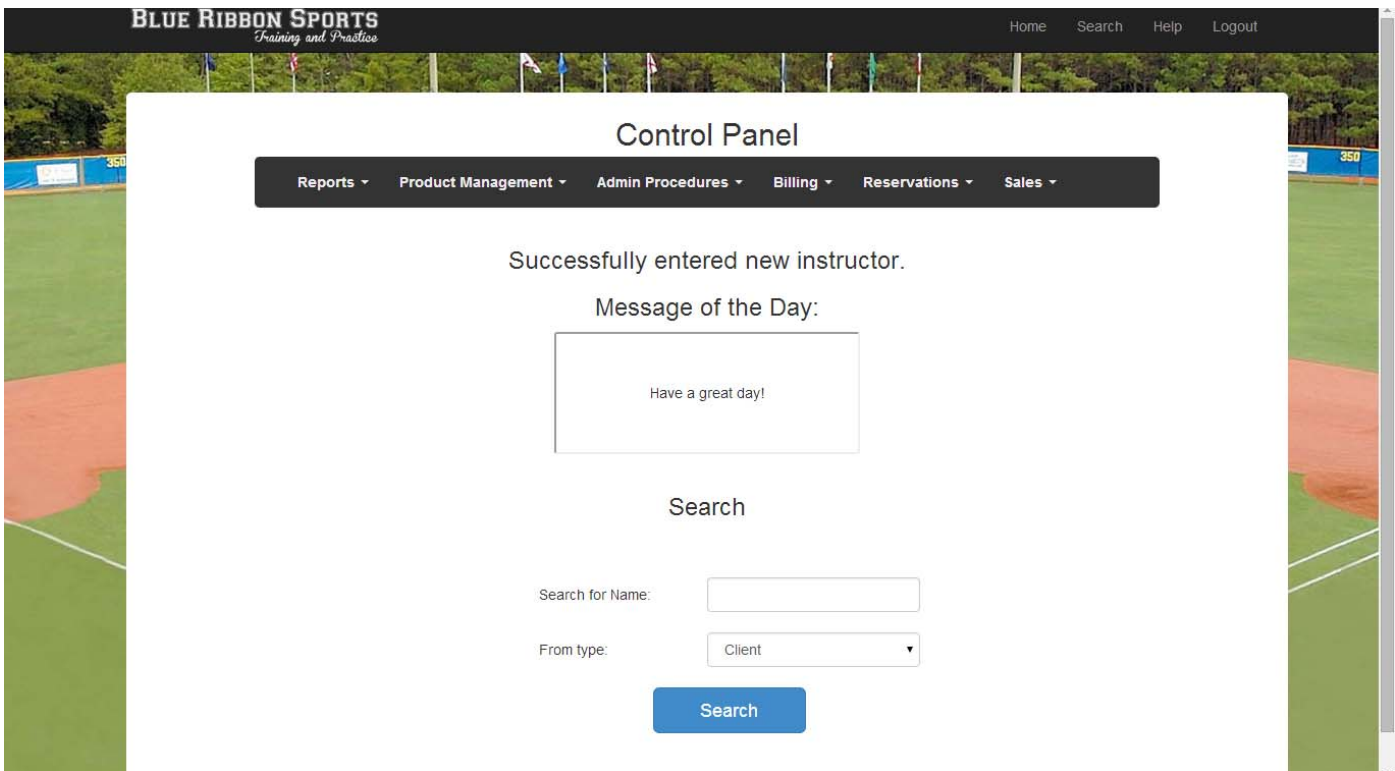 BLUE RIBBON SPORTS
Training and Practice
Home Search Help Logout
350
350
Control Panel
Reports Product Management Admin Procedures Billing Reservations Sales
Successfully entered new instructor.
Message of the Day:
Have a great day!
Search
Search for Name:
From type: Client
Search